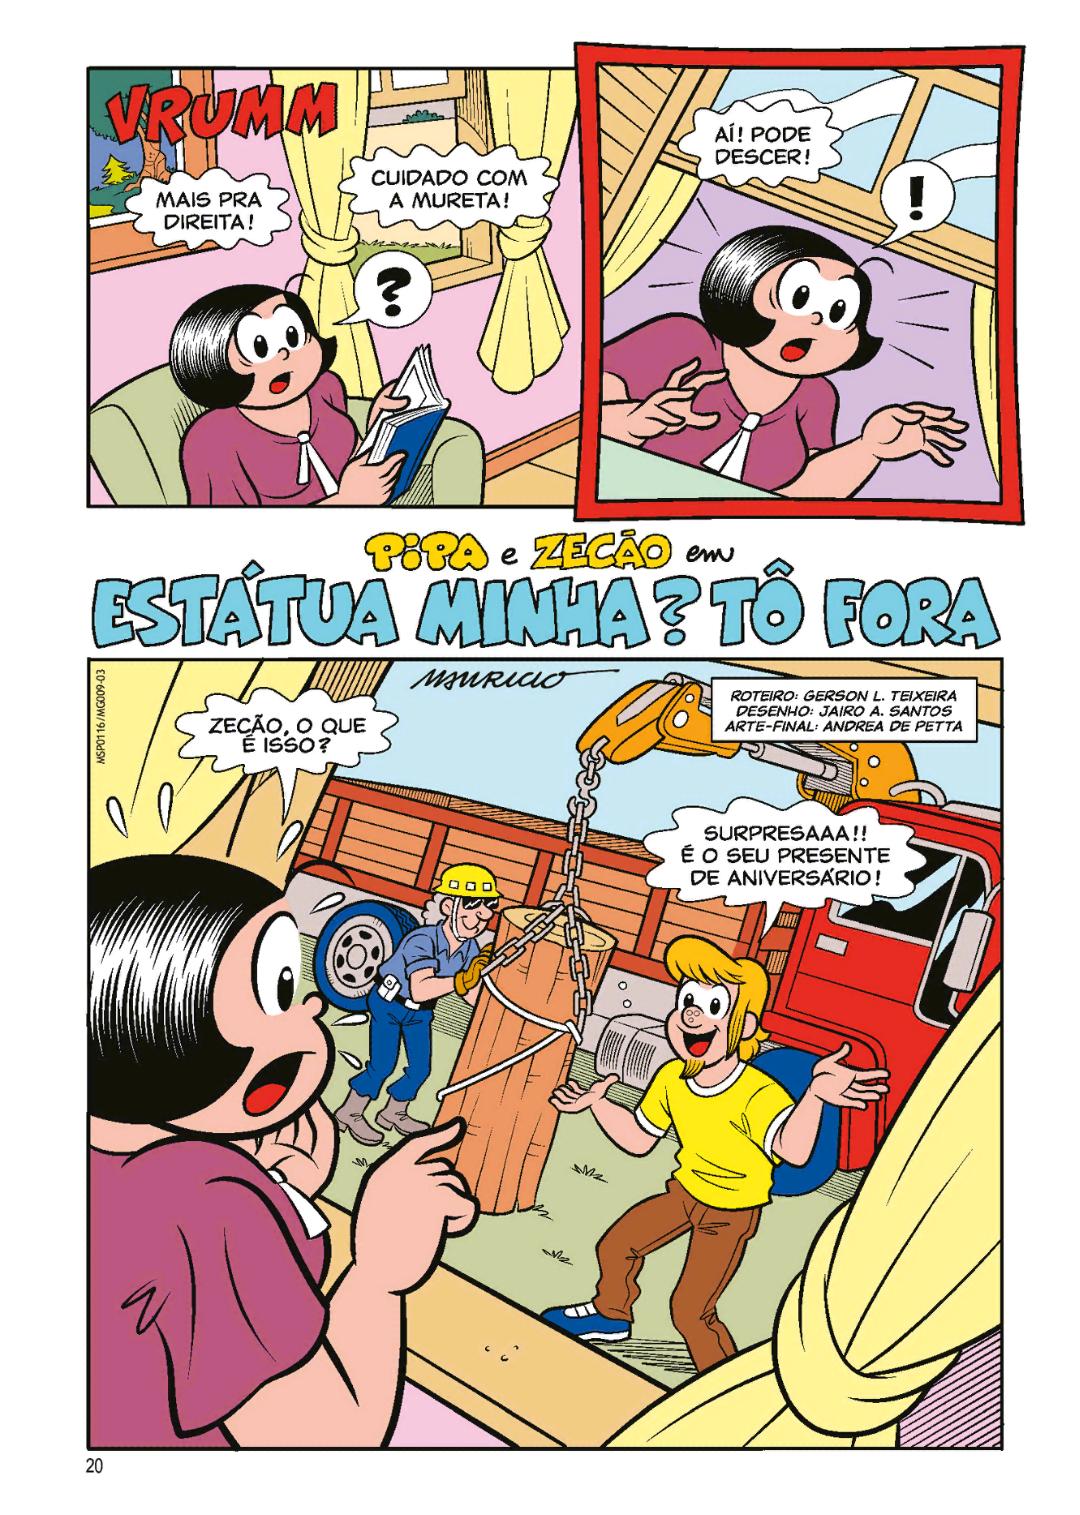 VRUMM
MAIS PRA
DIREITA!
CUIDADO COM
A MURETA!
?
AÍ! PODE
DESCER!
!
PIPA e ZECÃO em
ESTÁTUA MINHA? TÔ FORA
MSP0116/MG009-03
MAURICIO
ROTEIRO: GERSON L. TEIXEIRA
DESENHO: JAIRO A. SANTOS
ARTE-FINAL: ANDREA DE PETTA
ZECÃO, O QUE
É ISSO?
SURPRESAAA!!
É O SEU PRESENTE
DE ANIVERSÁRIO!
20